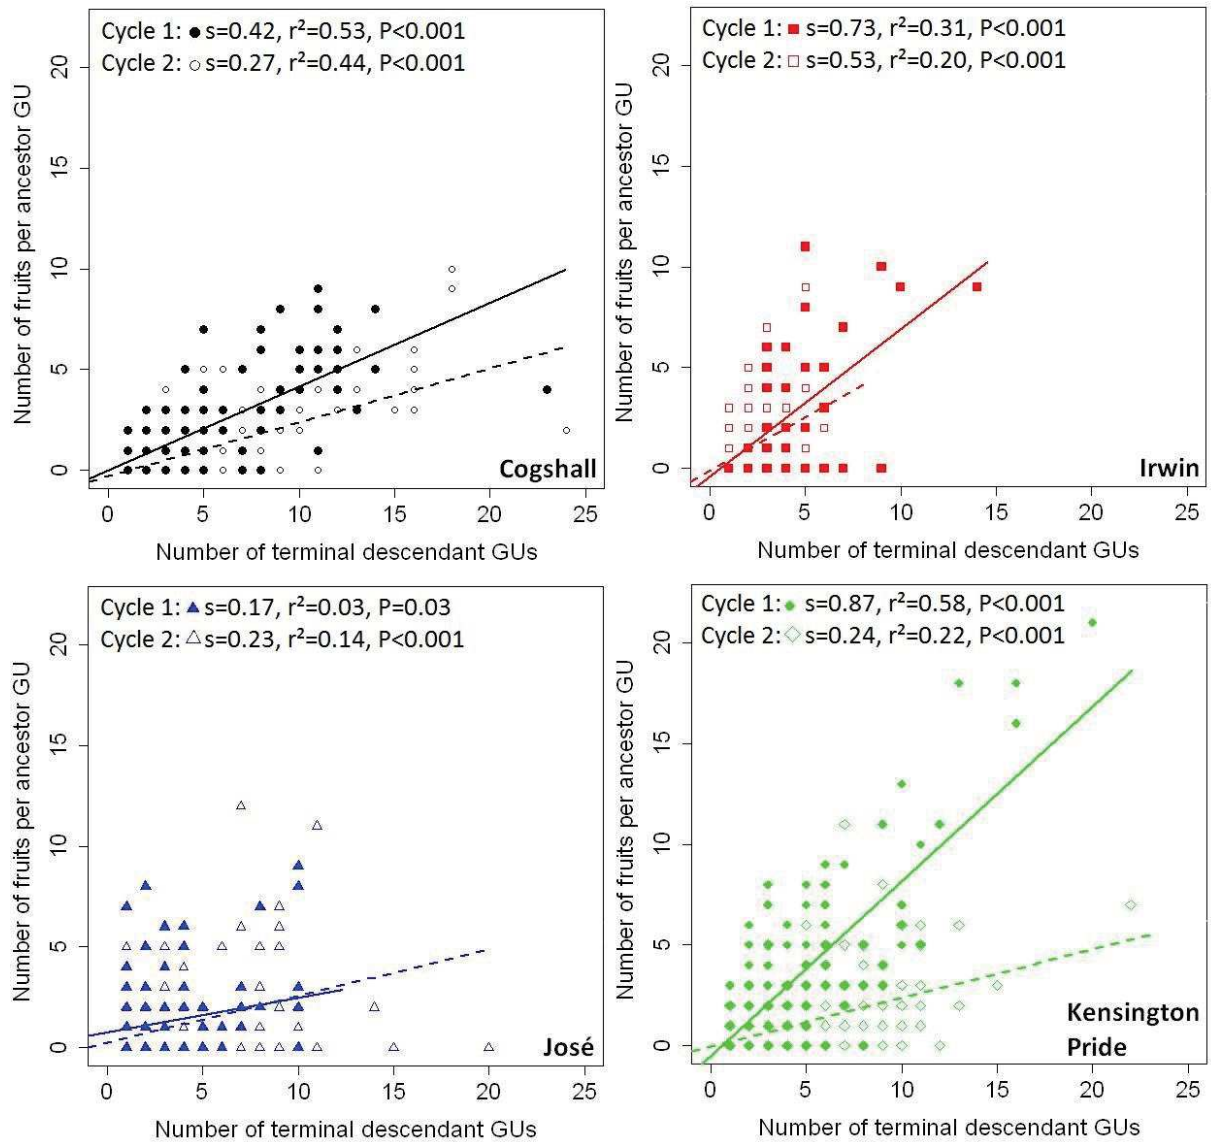 Cycle 1: ● s=0.42, r²=0.53, P<0.001
Cycle 2: ○ s=0.27, r²=0.44, P<0.001
Number of fruits per ancestor GU
20
15
10
5
0
Cogshall
0 5 10 15 20 25
Number of terminal descendant GUs
Cycle 1: ■ s=0.73, r²=0.31, P<0.001
Cycle 2: □ s=0.53, r²=0.20, P<0.001
Number of fruits per ancestor GU
20
15
10
5
0
Irwin
0 5 10 15 20 25
Number of terminal descendant GUs
Cycle 1: ▲ s=0.17, r²=0.03, P=0.03
Cycle 2: △ s=0.23, r²=0.14, P<0.001
Number of fruits per ancestor GU
20
15
10
5
0
José
0 5 10 15 20 25
Number of terminal descendant GUs
Cycle 1: ◆ s=0.87, r²=0.58, P<0.001
Cycle 2: ◇ s=0.24, r²=0.22, P<0.001
Number of fruits per ancestor GU
20
15
10
5
0
Kensington
Pride
0 5 10 15 20 25
Number of terminal descendant GUs